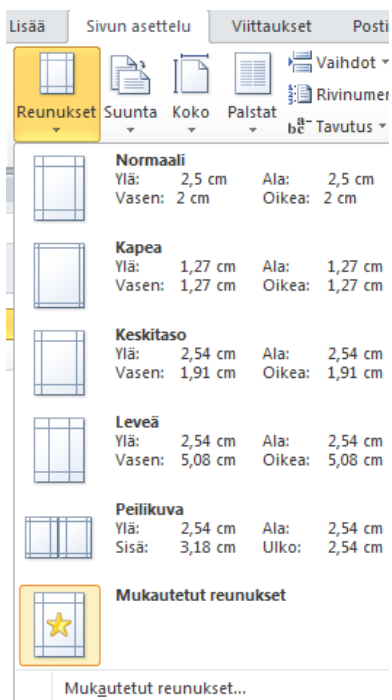 Lisää Sivun asettelu Viittaukset Posti
Vaihdot
Rivinumer
Reunukset Suunta Koko Palstat
Tavutus
Normaali
Ylä: 2,5 cm Ala: 2,5 cm
Vasen: 2 cm Oikea: 2 cm
Kapea
Ylä: 1,27 cm Ala: 1,27 cm
Vasen: 1,27 cm Oikea: 1,27 cm
Keskitaso
Ylä: 2,54 cm Ala: 2,54 cm
Vasen: 1,91 cm Oikea: 1,91 cm
Leveä
Ylä: 2,54 cm Ala: 2,54 cm
Vasen: 5,08 cm Oikea: 5,08 cm
Peilikuva
Ylä: 2,54 cm Ala: 2,54 cm
Sisä: 3,18 cm Ulko: 2,54 cm
Mukautetut reunukset
Mukautetut reunukset...